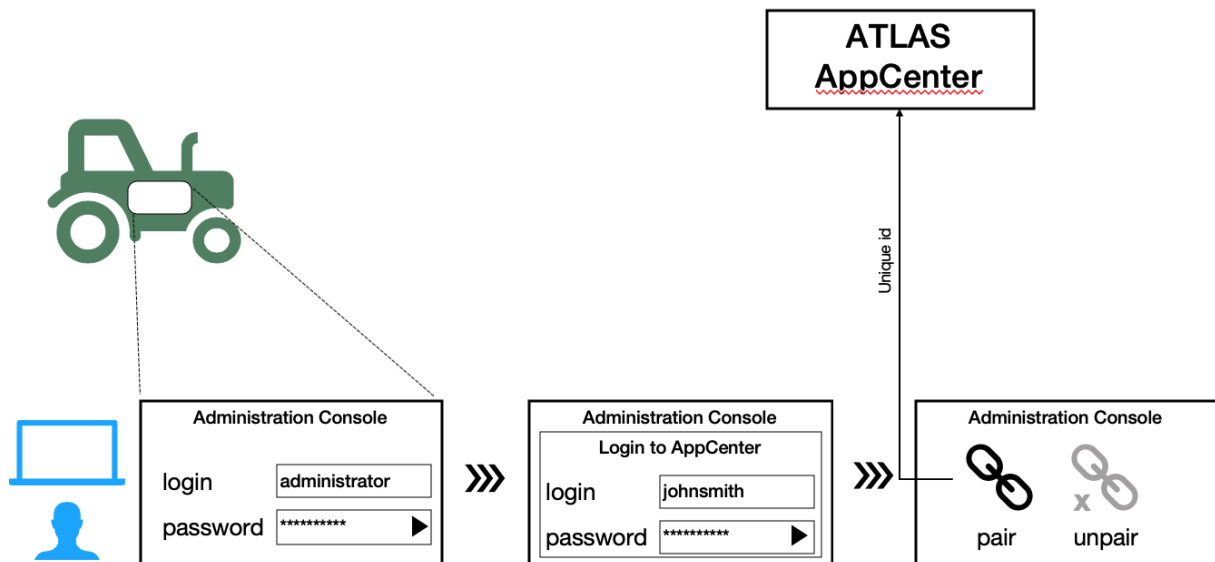 ATLAS
AppCenter
Unique id
Administration Console
login
administrator
password
**********
Administration Console
Login to AppCenter
login
johnsmith
password
**********
Administration Console
x
pair
unpair